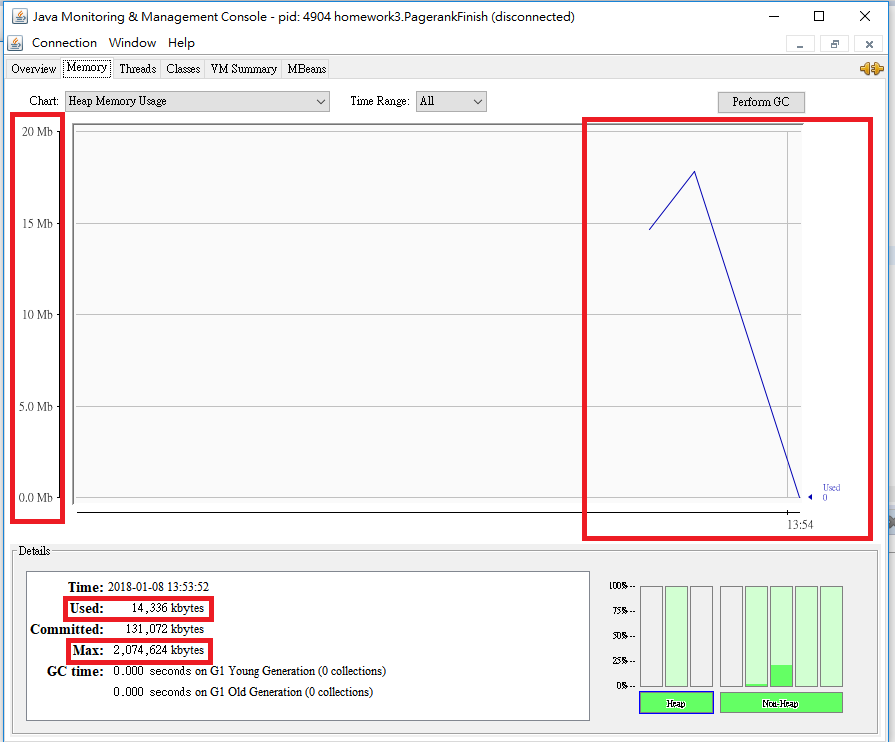 Java Monitoring & Management Console - pid: 4904 homework3.PagerankFinish (disconnected)
Connection Window Help
Overview Memory Threads Classes VM Summary MBeans
Chart: Heap Memory Usage Time Range: All Perform GC
20 Mb
15 Mb
10 Mb
5.0 Mb
0.0 Mb
Used
0
13:54
Details
Time: 2018-01-08 13:53:52
Used: 14,336 kbytes
Committed: 131,072 kbytes
Max: 2,074,624 kbytes
GC time: 0.000 seconds on G1 Young Generation (0 collections)
0.000 seconds on G1 Old Generation (0 collections)
100% --
75% --
50% --
25% --
0% --
Heap Non-Heap